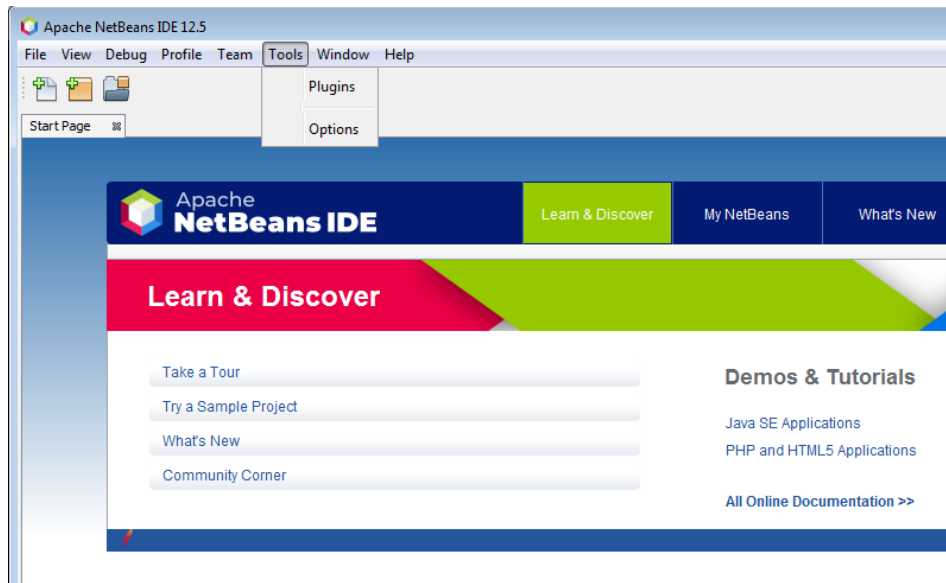 Apache NetBeans IDE 12.5
File View Debug Profile Team Tools Window Help
Plugins
Options
Start Page
Apache
NetBeans IDE
Learn & Discover
My NetBeans
What's New
Learn & Discover
Take a Tour
Try a Sample Project
What's New
Community Corner
Demos & Tutorials
Java SE Applications
PHP and HTML5 Applications
All Online Documentation >>